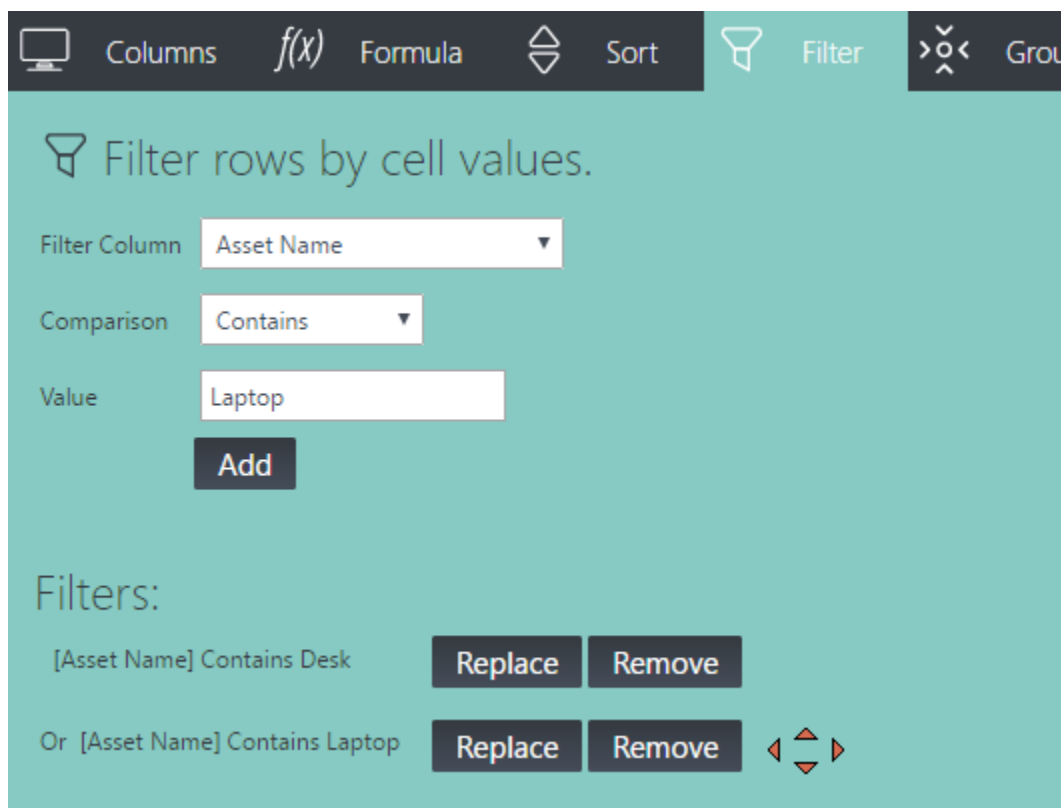 Columns f(x) Formula Sort Filter Grou
Filter rows by cell values.
Filter Column Asset Name
Comparison Contains
Value Laptop
Add
Filters:
[Asset Name] Contains Desk Replace Remove
Or [Asset Name] Contains Laptop Replace Remove